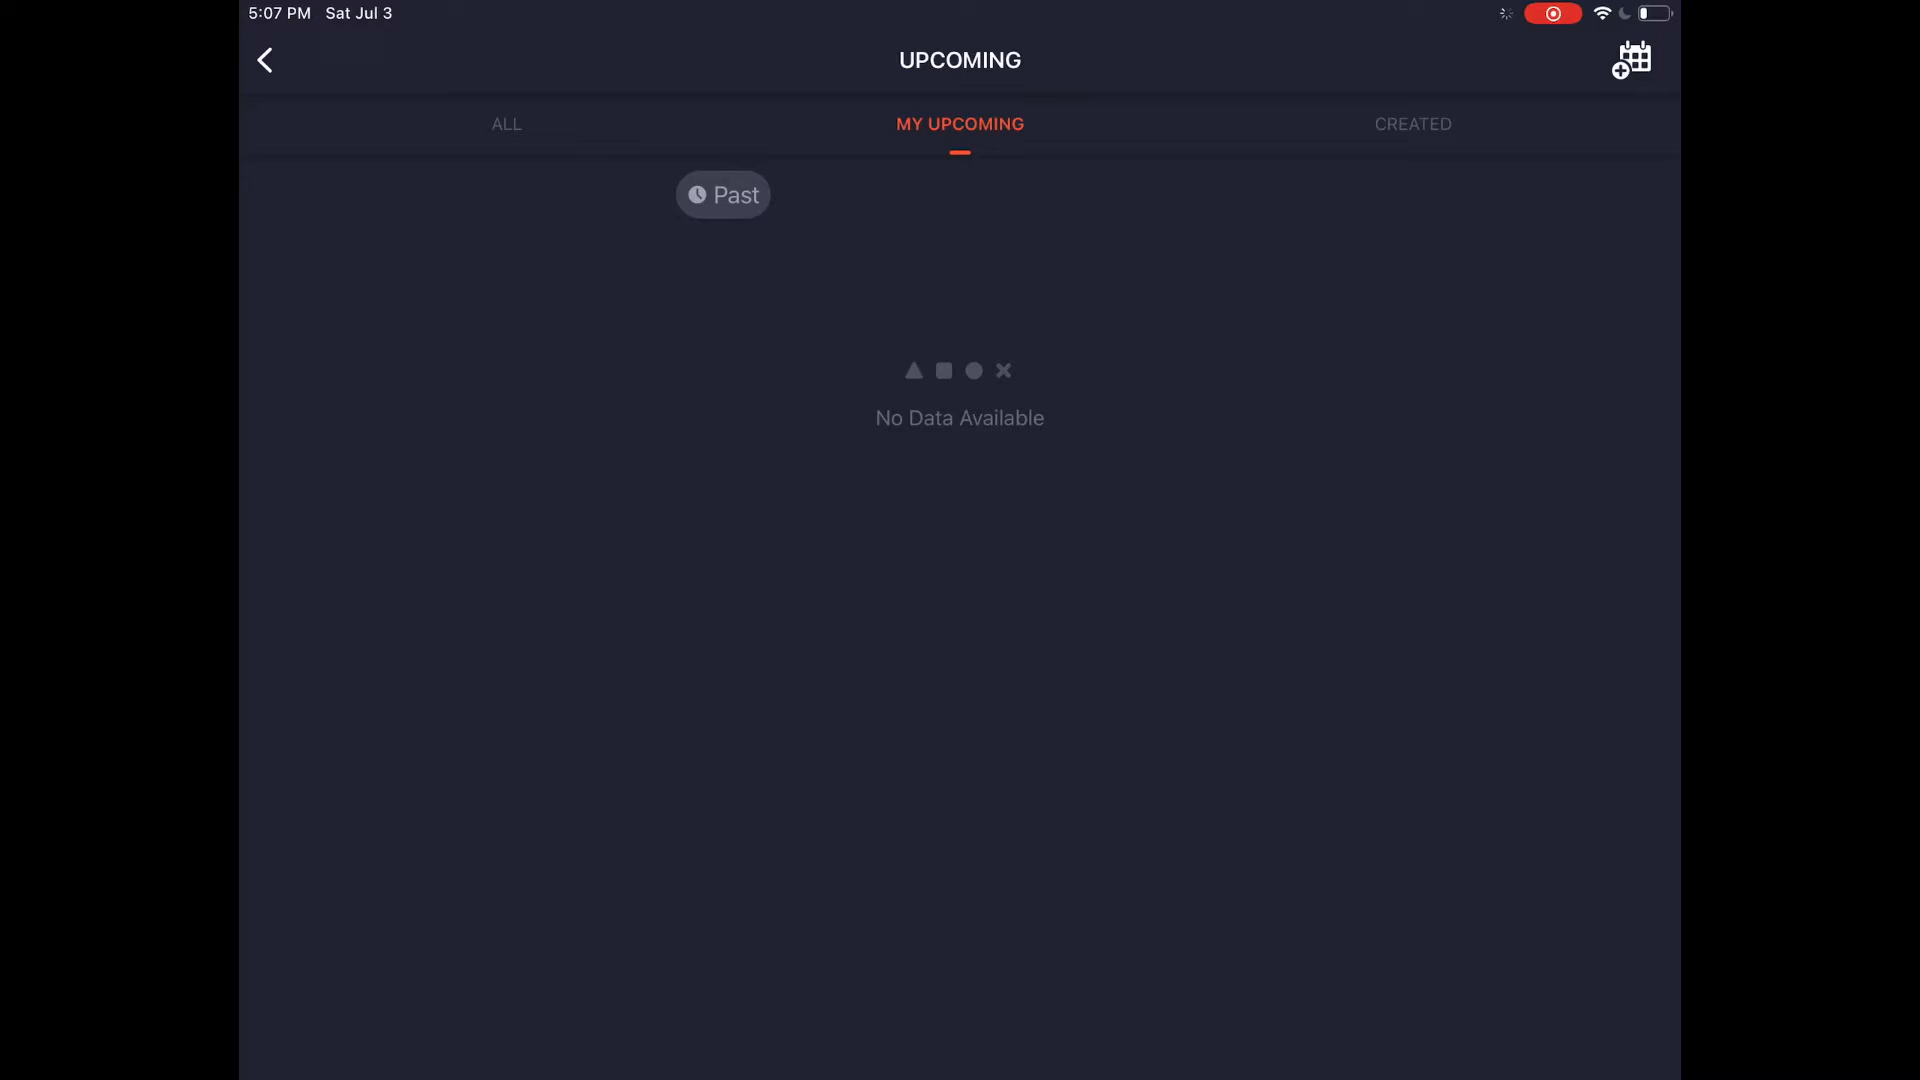 5:07 PM Sat Jul 3
UPCOMING
ALL MY UPCOMING CREATED
Past
No Data Available